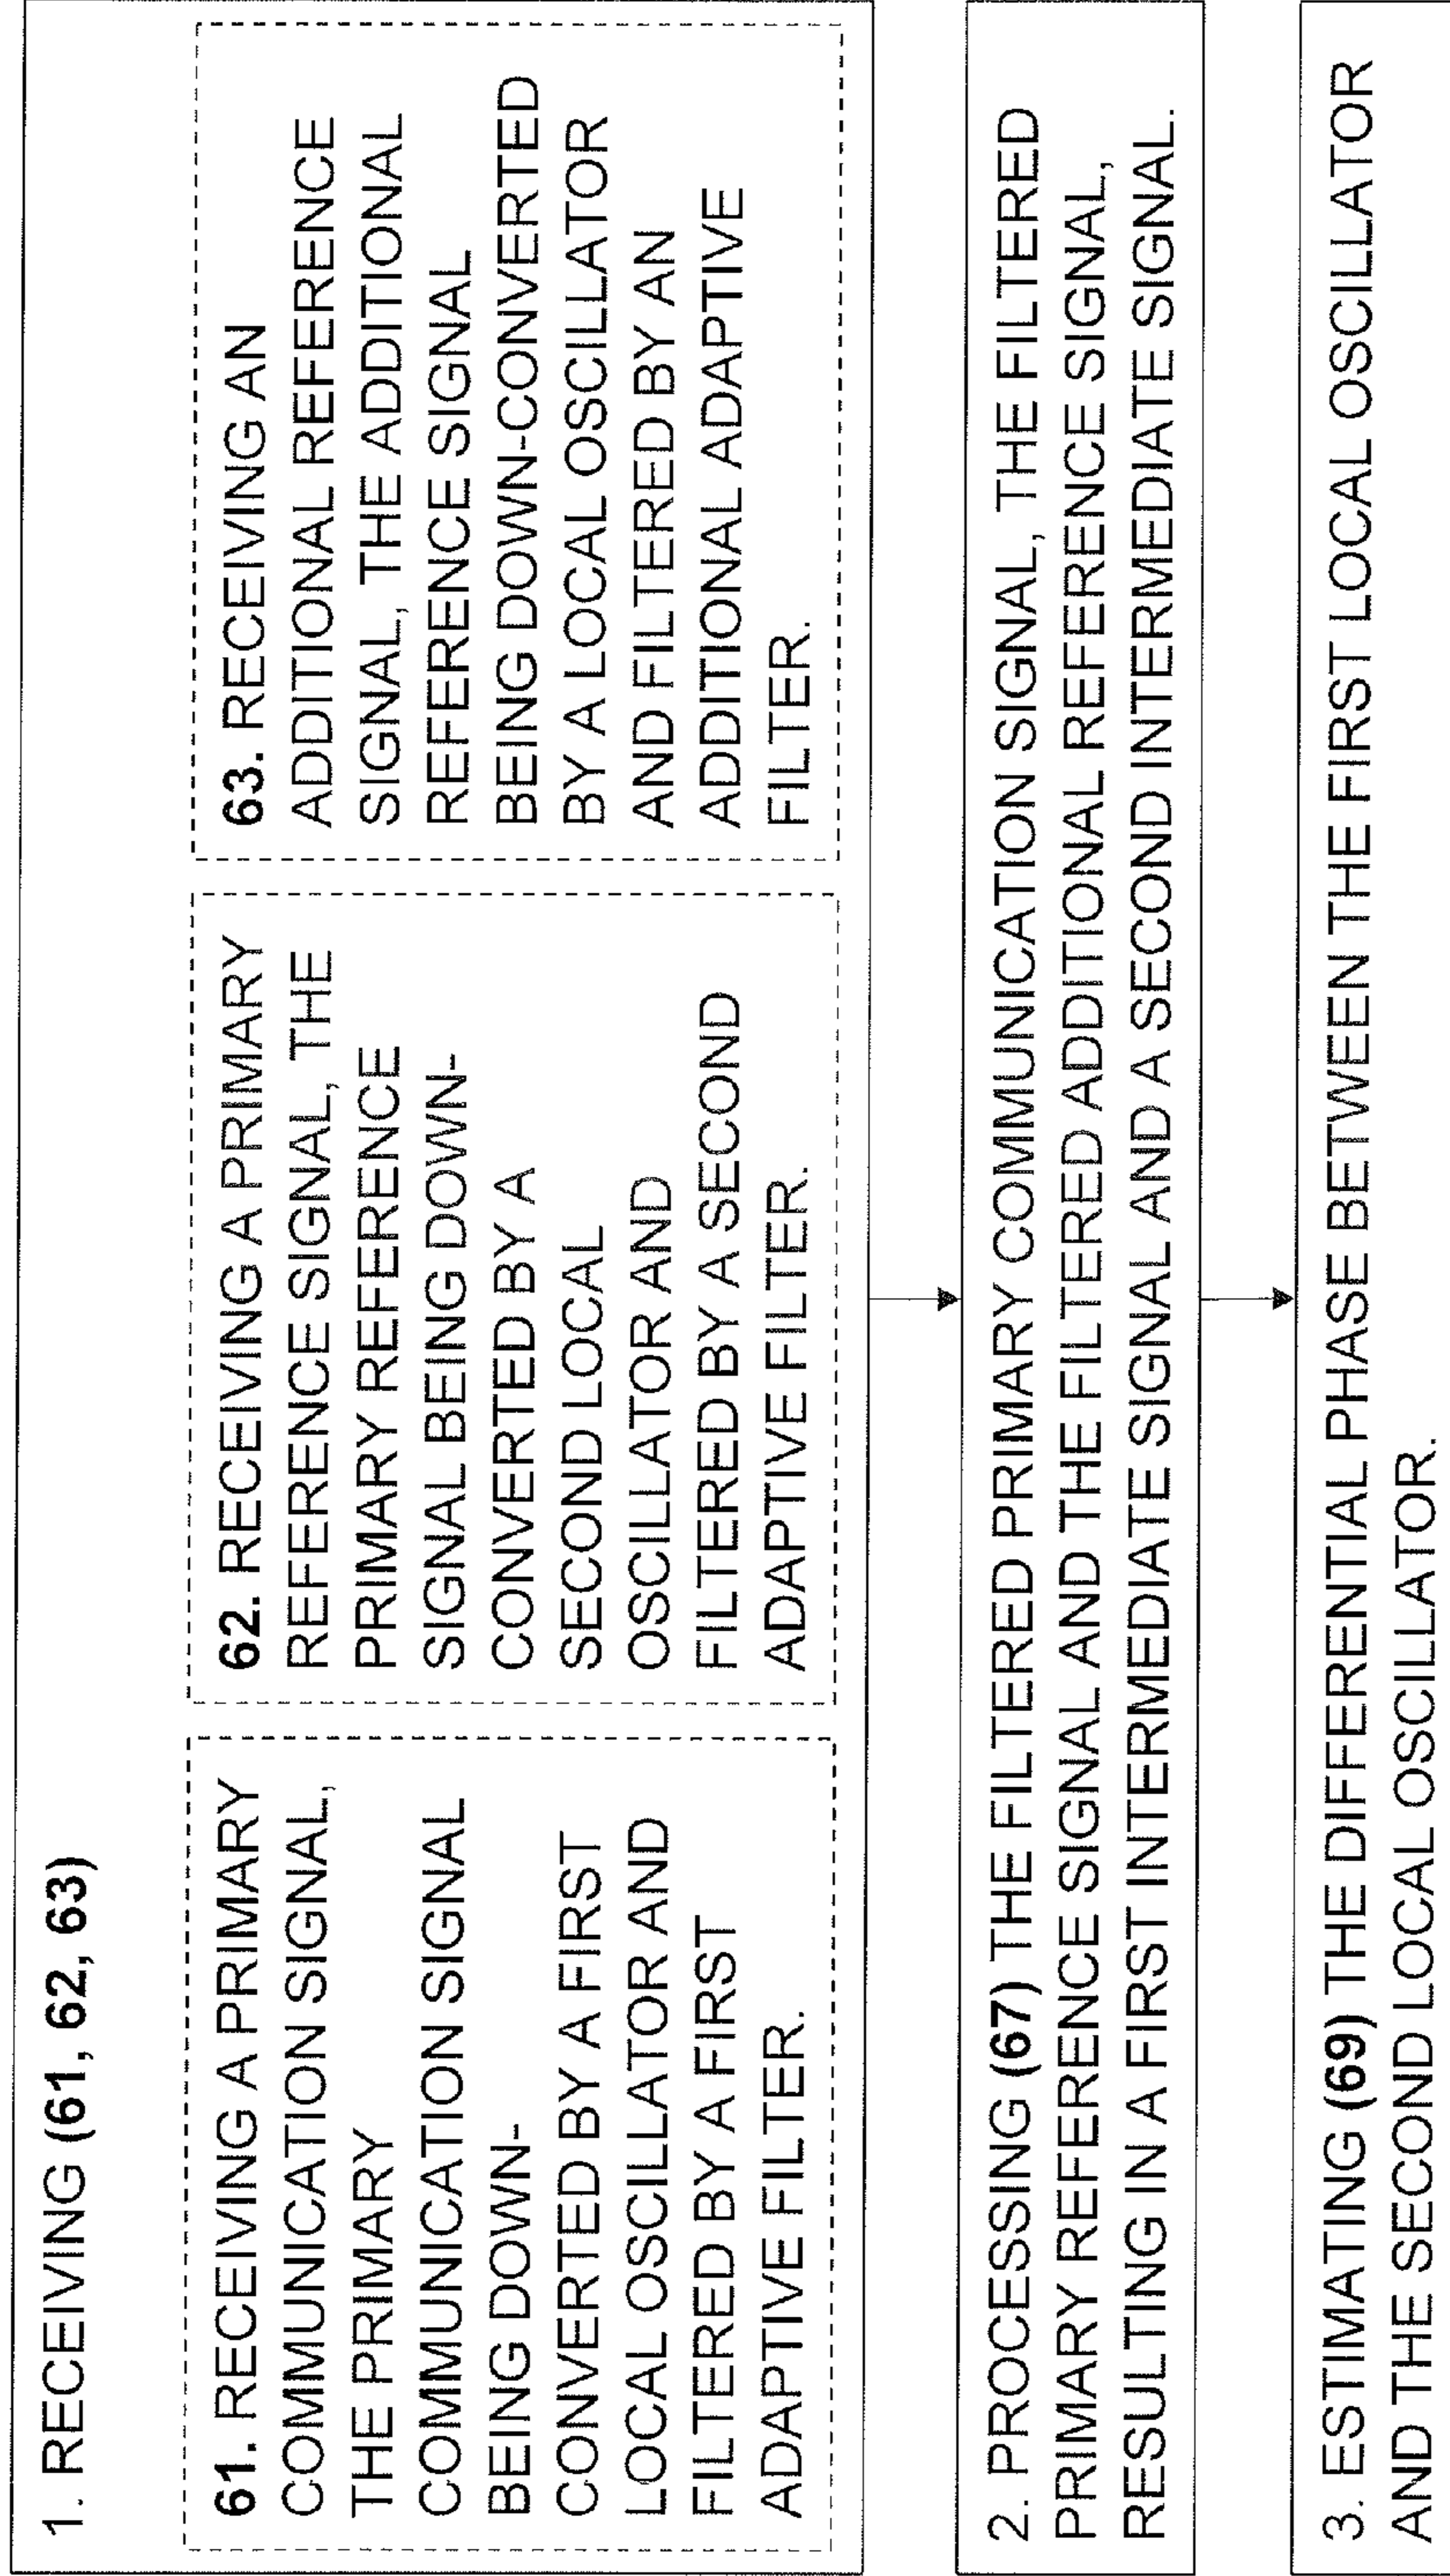 1. RECEIVING (61, 62, 63)
61. RECEIVING A PRIMARY
COMMUNICATION SIGNAL,
THE PRIMARY
COMMUNICATION SIGNAL
BEING DOWN-
CONVERTED BY A FIRST
LOCAL OSCILLATOR AND
FILTERED BY A FIRST
ADAPTIVE FILTER.
62. RECEIVING A PRIMARY
REFERENCE SIGNAL, THE
PRIMARY REFERENCE
SIGNAL BEING DOWN-
CONVERTED BY A
SECOND LOCAL
OSCILLATOR AND
FILTERED BY A SECOND
ADAPTIVE FILTER.
63. RECEIVING AN
ADDITIONAL REFERENCE
SIGNAL, THE ADDITIONAL
REFERENCE SIGNAL
BEING DOWN-CONVERTED
BY A LOCAL OSCILLATOR
AND FILTERED BY AN
ADDITIONAL ADAPTIVE
FILTER.
2. PROCESSING (67) THE FILTERED PRIMARY COMMUNICATION SIGNAL, THE FILTERED
PRIMARY REFERENCE SIGNAL AND THE FILTERED ADDITIONAL REFERENCE SIGNAL,
RESULTING IN A FIRST INTERMEDIATE SIGNAL AND A SECOND INTERMEDIATE SIGNAL.
3. ESTIMATING (69) THE DIFFERENTIAL PHASE BETWEEN THE FIRST LOCAL OSCILLATOR
AND THE SECOND LOCAL OSCILLATOR.